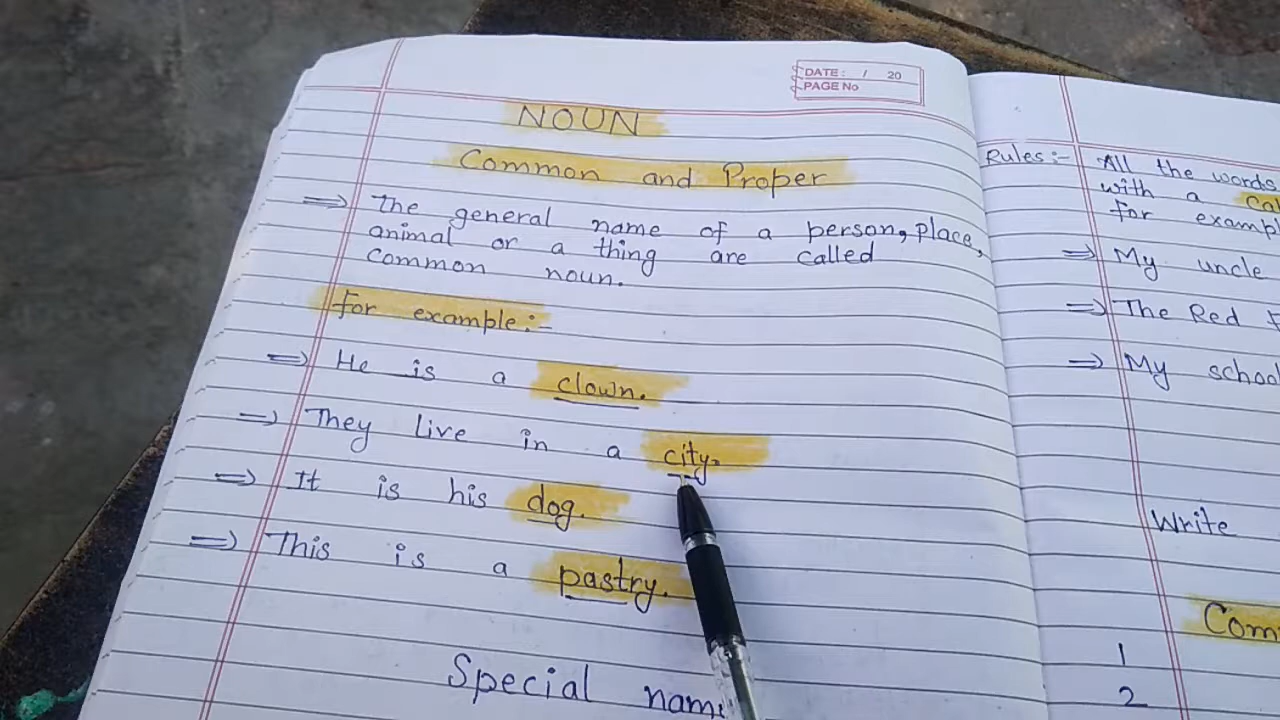 DATE: / 20
PAGE No
NOUN
Common and Proper
⇒ The general name of a person, place,
animal or a thing are called
common noun.
for example:-
⇒ He is a clown.
⇒ They live in a city.
⇒ It is his dog.
⇒ This is a pastry.
Special
Rules:- All the words
with a
for
⇒ My uncle
⇒ The Red
⇒ My
Write
1
2